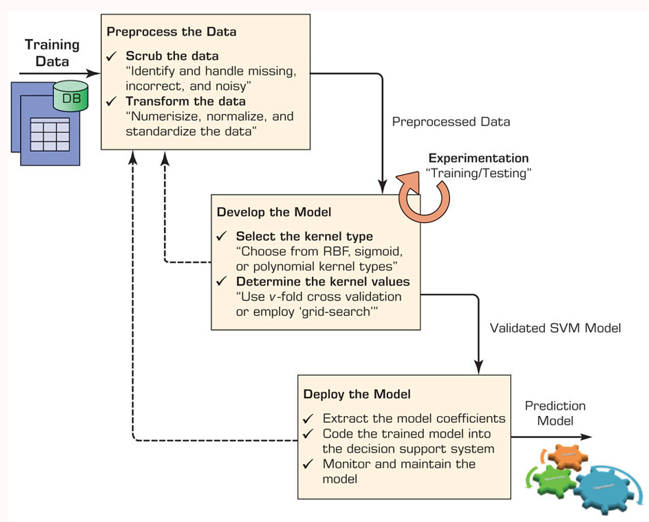 Training
Data
DB
Preprocess the Data
✓ Scrub the data
“Identify and handle missing,
incorrect, and noisy”
✓ Transform the data
“Numerisize, normalize, and
standardize the data”
Preprocessed Data
Experimentation
“Training/Testing”
Develop the Model
✓ Select the kernel type
“Choose from RBF, sigmoid,
or polynomial kernel types”
✓ Determine the kernel values
“Use v-fold cross validation
or employ ‘grid-search’”
Validated SVM Model
Deploy the Model
✓ Extract the model coefficients
✓ Code the trained model into
the decision support system
✓ Monitor and maintain the
model
Prediction
Model